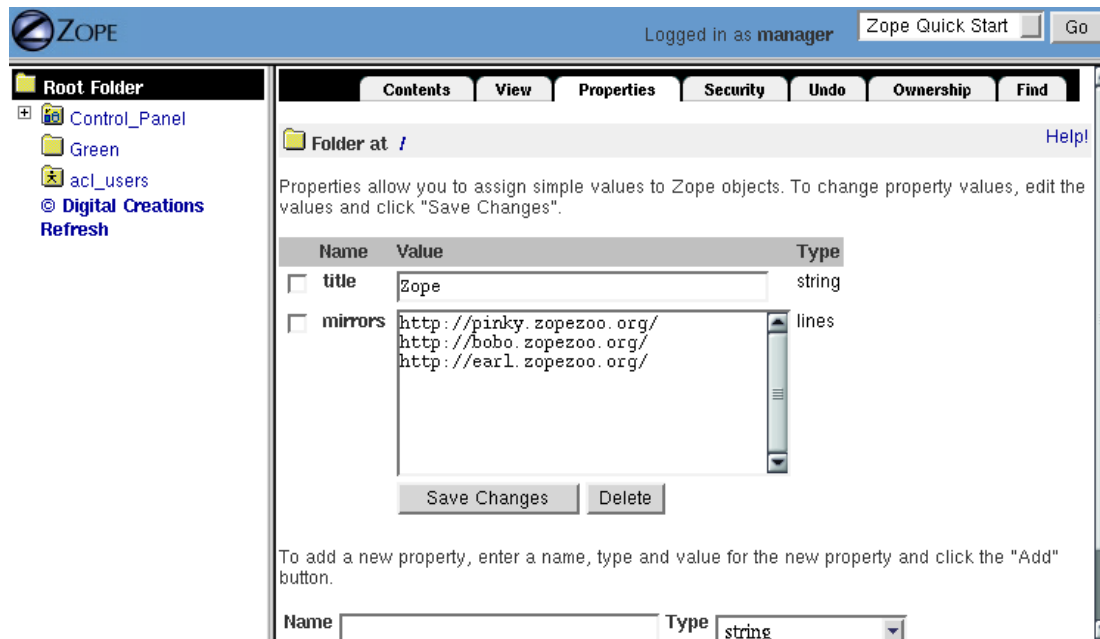 ZOPE
Logged in as manager
Zope Quick Start
Go
Root Folder
Control_Panel
Green
acl_users
© Digital Creations
Refresh
Contents View Properties Security Undo Ownership Find
Folder at /
Help!
Properties allow you to assign simple values to Zope objects. To change property values, edit the
values and click "Save Changes".
Name Value Type
title Zope string
mirrors http://pinky.zopezoo.org/ lines
http://bobo.zopezoo.org/
http://earl.zopezoo.org/
Save Changes Delete
To add a new property, enter a name, type and value for the new property and click the "Add"
button.
Name Type string